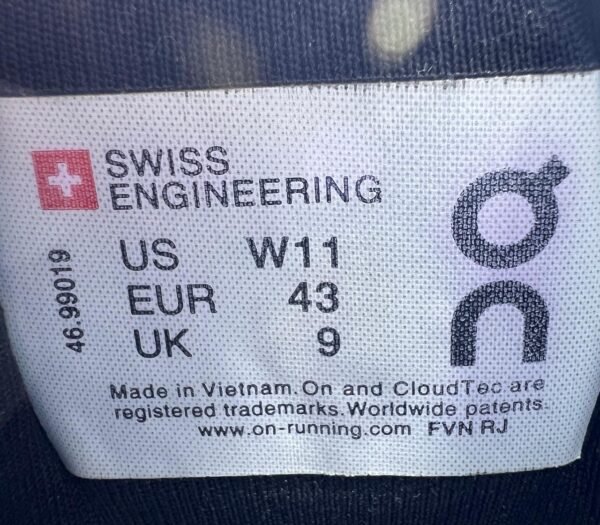 SWISS
ENGINEERING
US W11
EUR 43
UK 9
46.99019
On
Made in Vietnam. On and CloudTec are
registered trademarks. Worldwide patents.
www.on-running.com FVN RJ